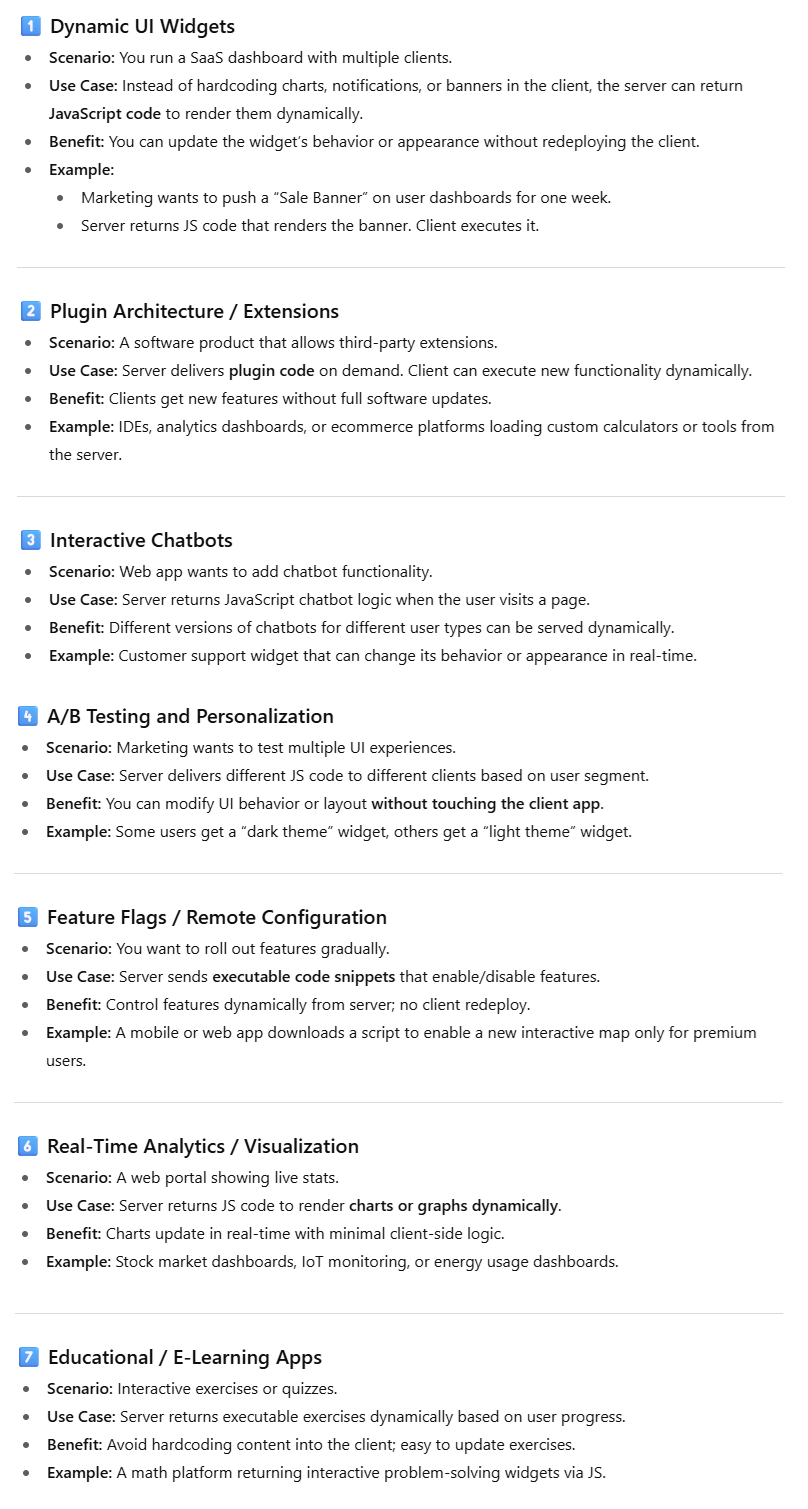 1 Dynamic UI Widgets
• Scenario: You run a SaaS dashboard with multiple clients.
• Use Case: Instead of hardcoding charts, notifications, or banners in the client, the server can return
JavaScript code to render them dynamically.
• Benefit: You can update the widget’s behavior or appearance without redeploying the client.
• Example:
• Marketing wants to push a “Sale Banner” on user dashboards for one week.
• Server returns JS code that renders the banner. Client executes it.
2 Plugin Architecture / Extensions
• Scenario: A software product that allows third-party extensions.
• Use Case: Server delivers plugin code on demand. Client can execute new functionality dynamically.
• Benefit: Clients get new features without full software updates.
• Example: IDEs, analytics dashboards, or ecommerce platforms loading custom calculators or tools from
the server.
3 Interactive Chatbots
• Scenario: Web app wants to add chatbot functionality.
• Use Case: Server returns JavaScript chatbot logic when the user visits a page.
• Benefit: Different versions of chatbots for different user types can be served dynamically.
• Example: Customer support widget that can change its behavior or appearance in real-time.
4 A/B Testing and Personalization
• Scenario: Marketing wants to test multiple UI experiences.
• Use Case: Server delivers different JS code to different clients based on user segment.
• Benefit: You can modify UI behavior or layout without touching the client app.
• Example: Some users get a “dark theme” widget, others get a “light theme” widget.
5 Feature Flags / Remote Configuration
• Scenario: You want to roll out features gradually.
• Use Case: Server sends executable code snippets that enable/disable features.
• Benefit: Control features dynamically from server; no client redeploy.
• Example: A mobile or web app downloads a script to enable a new interactive map only for premium
users.
6 Real-Time Analytics / Visualization
• Scenario: A web portal showing live stats.
• Use Case: Server returns JS code to render charts or graphs dynamically.
• Benefit: Charts update in real-time with minimal client-side logic.
• Example: Stock market dashboards, IoT monitoring, or energy usage dashboards.
7 Educational / E-Learning Apps
• Scenario: Interactive exercises or quizzes.
• Use Case: Server returns executable exercises dynamically based on user progress.
• Benefit: Avoid hardcoding content into the client; easy to update exercises.
• Example: A math platform returning interactive problem-solving widgets via JS.